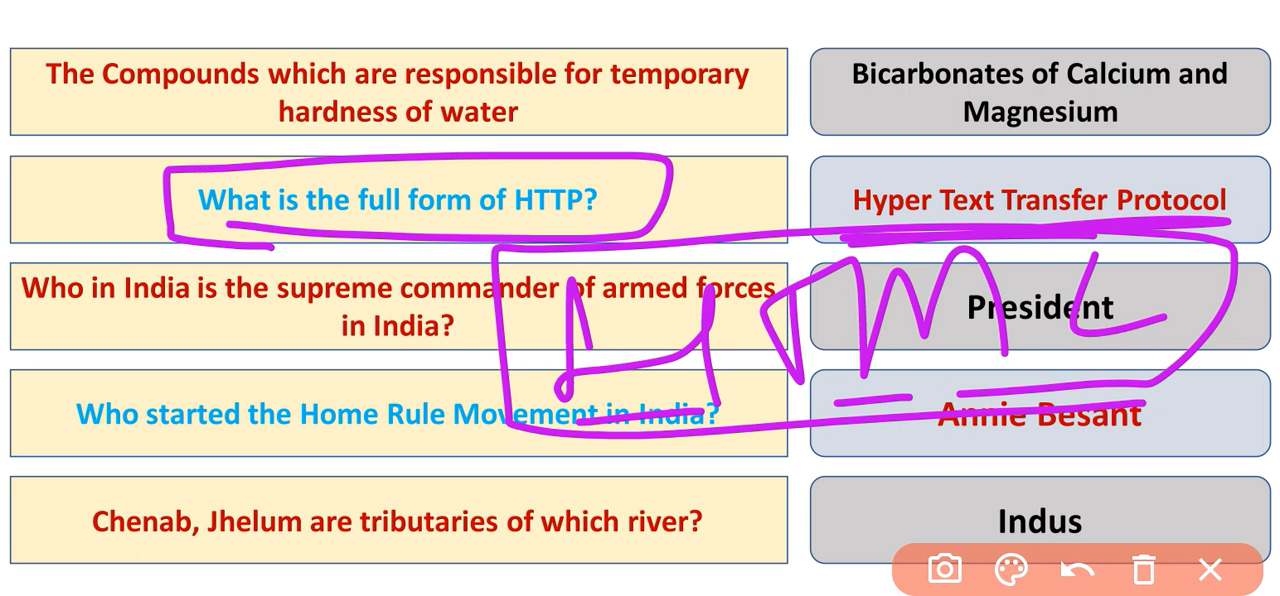 The Compounds which are responsible for temporary
hardness of water
Bicarbonates of Calcium and
Magnesium
What is the full form of HTTP?
Hyper Text Transfer Protocol
Who in India is the supreme commander of armed forces
in India?
President
Who started the Home Rule Movement in India?
Annie Besant
Chenab, Jhelum are tributaries of which river?
Indus